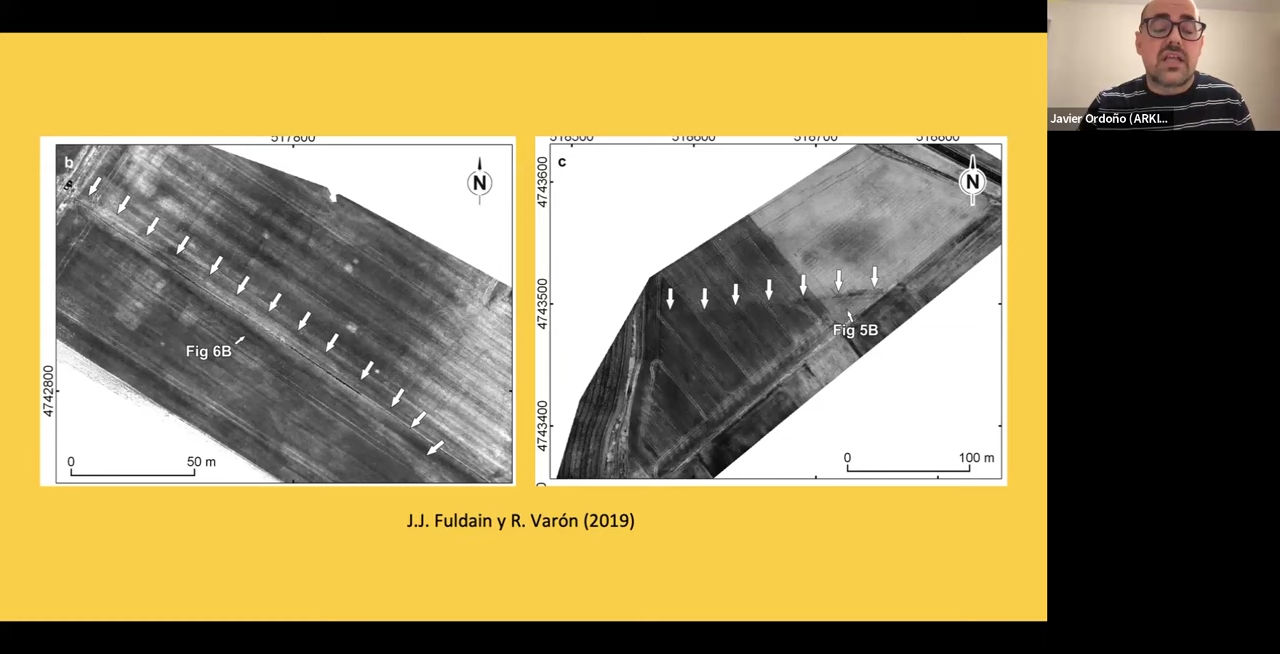 517800
b
N
Fig 6B
4742800
0 50 m
518500 518600 518700 518800
c
N
4743600
4743500
Fig 5B
4743400
0 100 m
J.J. Fuldain y R. Varón (2019)
Javier Ordoño (ARKI...